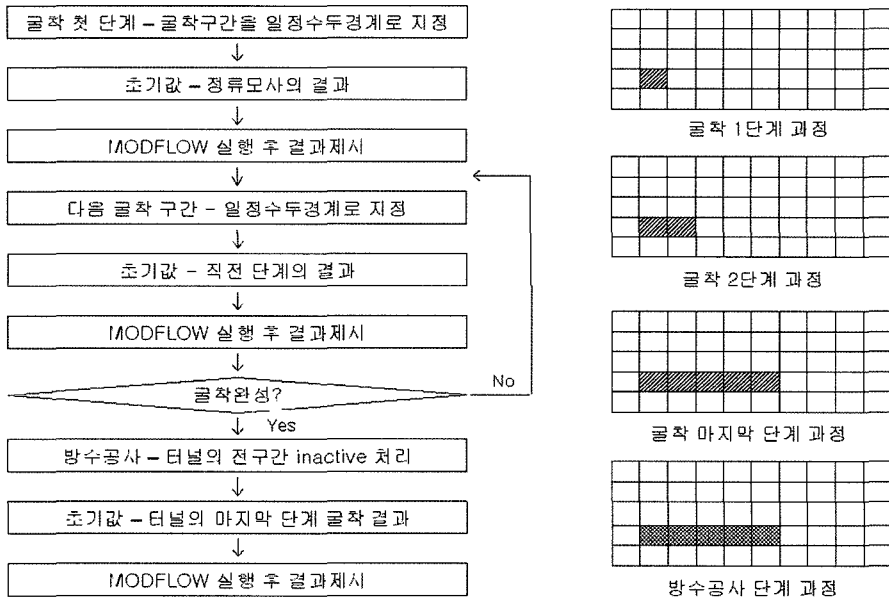 굴착 첫 단계 – 굴착구간을 일정수두경계로 지정
초기값 – 정류모사의 결과
MODFLOW 실행 후 결과제시
다음 굴착 구간 – 일정수두경계로 지정
초기값 – 직전 단계의 결과
MODFLOW 실행 후 결과제시
굴착완성?
No
Yes
방수공사 – 터널의 전구간 inactive 처리
초기값 – 터널의 마지막 단계 굴착 결과
MODFLOW 실행 후 결과제시
굴착 1단계 과정
굴착 2단계 과정
굴착 마지막 단계 과정
방수공사 단계 과정